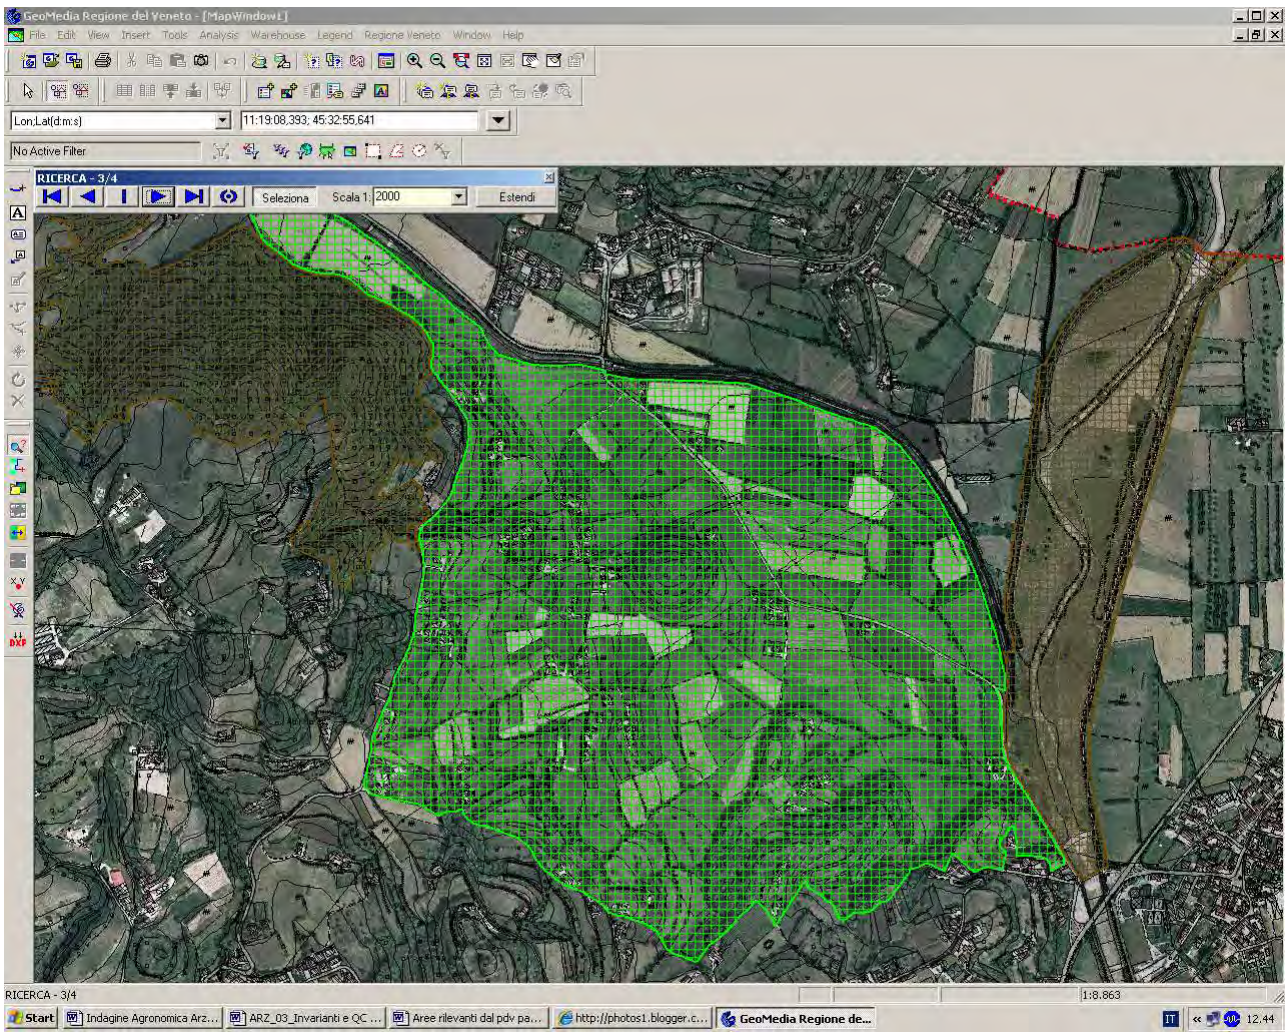 GeoMedia Regione del Veneto - [MapWindow1]
File Edit View Insert Tools Analysis Warehouse Legend Regione Veneto Window Help
Lon;Lat(d:m:s) 11:19:08,393; 45:32:55,641
No Active Filter
RICERCA - 3/4
Seleziona Scala 1: 2000 Estendi
A
X Y
DXF
RICERCA - 3/4 1:8.863
Start Indagine Agronomica Arz... ARZ_03_Invarianti e QC ... Aree rilevanti dal pdv pa... http://photos1.blogger.c... GeoMedia Regione de... IT 12.44